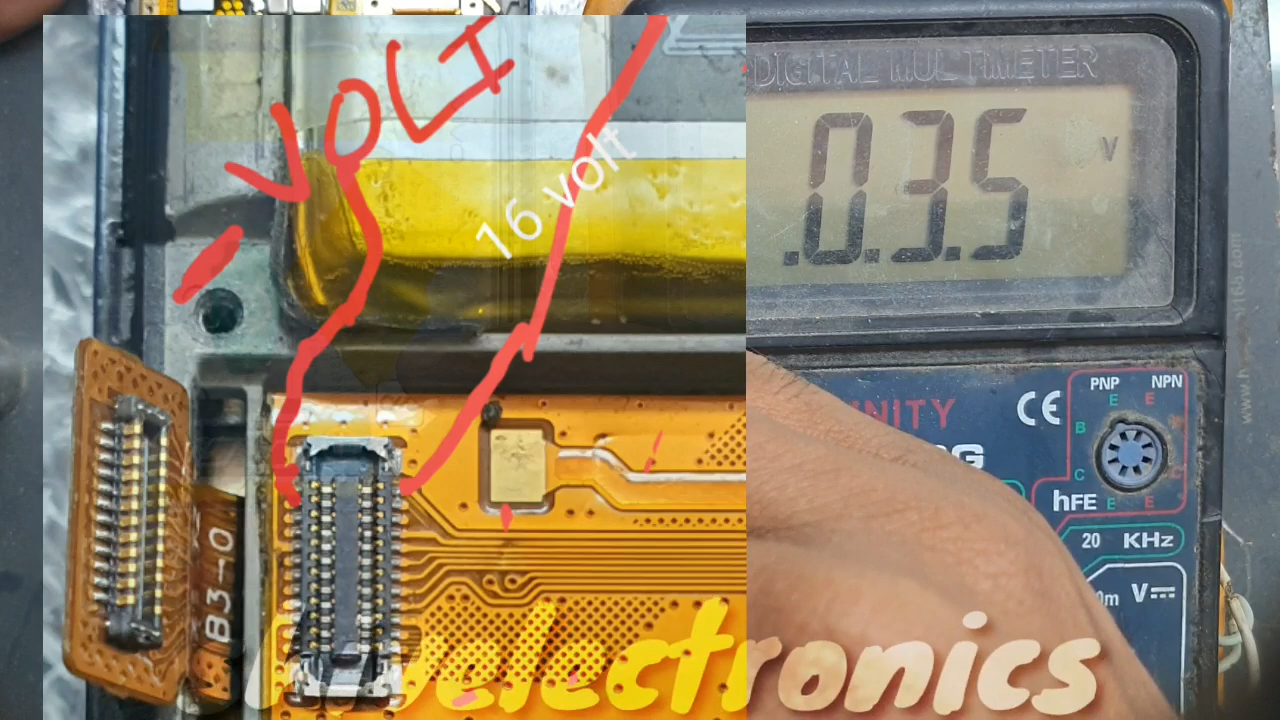 - VOLT
16 volt
DIGITAL MULTIMETER
.0.3.5 V
PNP NPN
E E
B
C
hFE E E
20 KHz
V
CE
B3-0
electronics